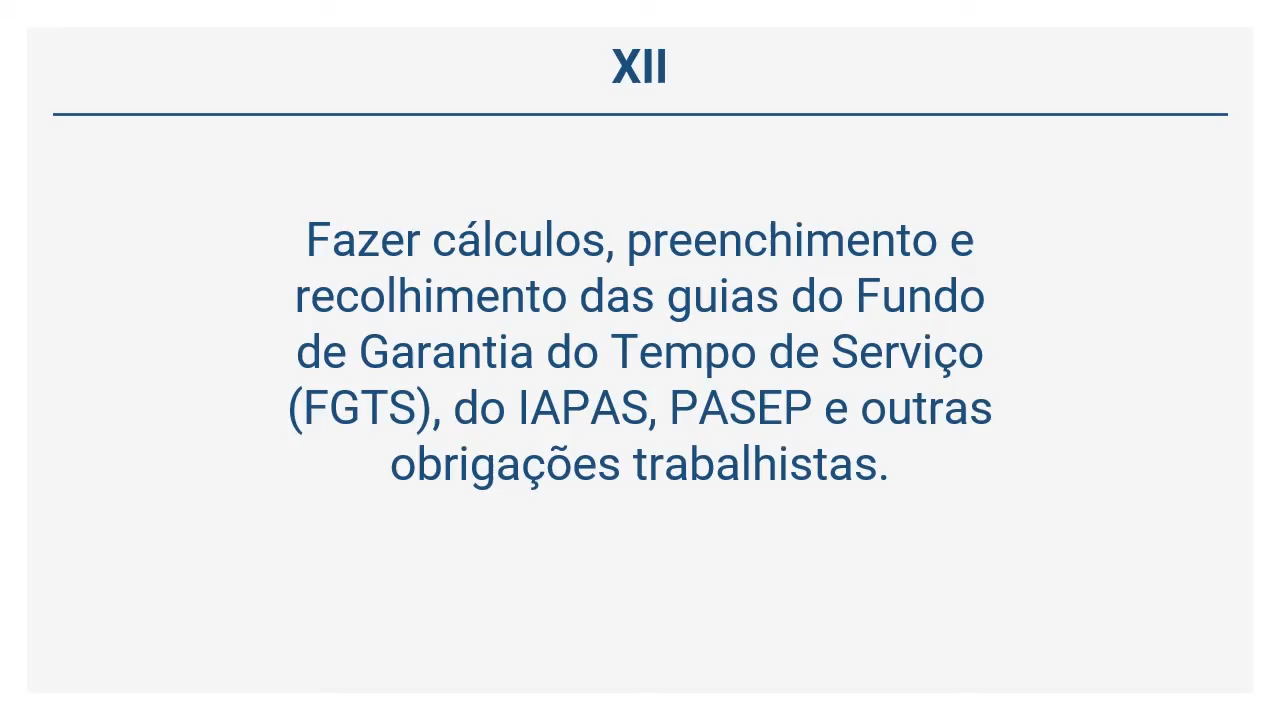 XII
Fazer cálculos, preenchimento e
recolhimento das guias do Fundo
de Garantia do Tempo de Serviço
(FGTS), do IAPAS, PASEP e outras
obrigações trabalhistas.